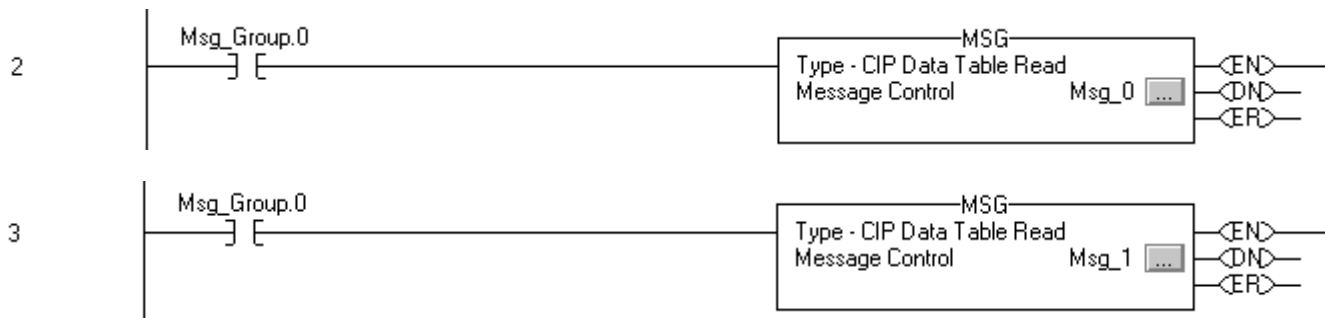 Msg_Group.0
MSG
2
Type - CIP Data Table Read
EN
Message Control Msg_0 ...
DN
ER
Msg_Group.0
MSG
3
Type - CIP Data Table Read
EN
Message Control Msg_1 ...
DN
ER